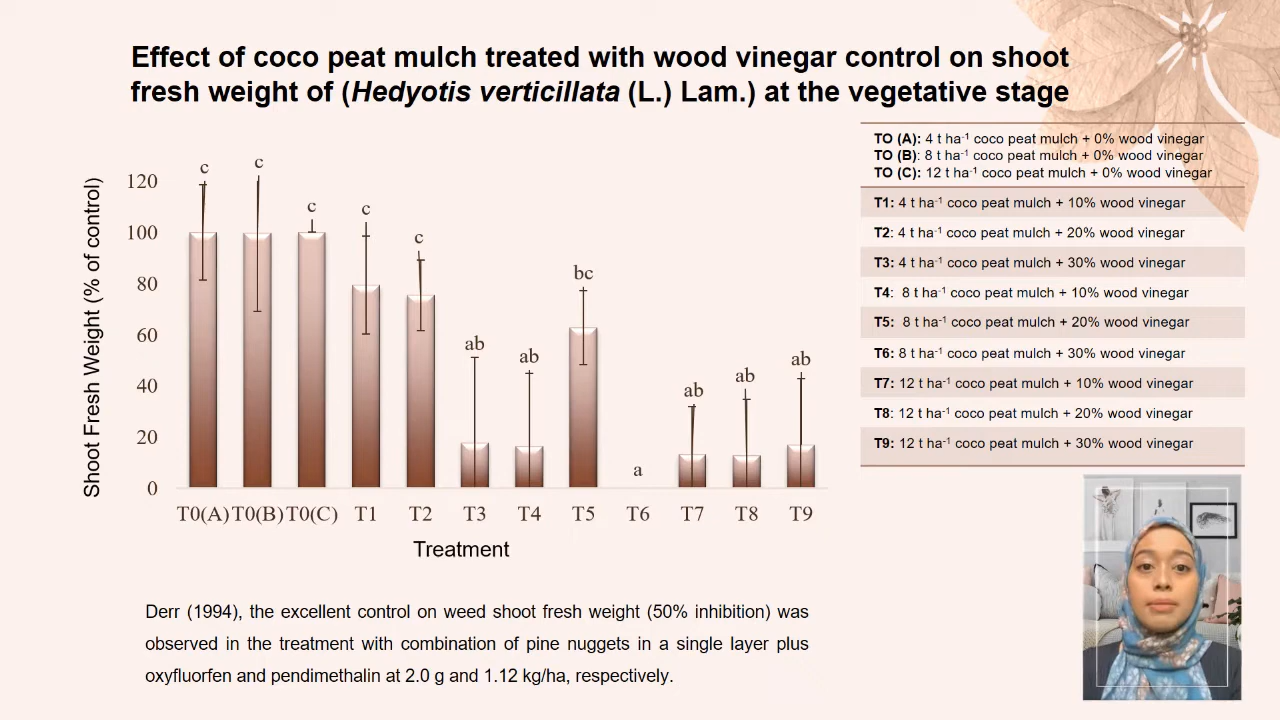 Effect of coco peat mulch treated with wood vinegar control on shoot
fresh weight of (Hedyotis verticillata (L.) Lam.) at the vegetative stage
TO (A): 4 t ha-1 coco peat mulch + 0% wood vinegar
TO (B): 8 t ha-1 coco peat mulch + 0% wood vinegar
TO (C): 12 t ha-1 coco peat mulch + 0% wood vinegar
T1: 4 t ha-1 coco peat mulch + 10% wood vinegar
T2: 4 t ha-1 coco peat mulch + 20% wood vinegar
T3: 4 t ha-1 coco peat mulch + 30% wood vinegar
T4: 8 t ha-1 coco peat mulch + 10% wood vinegar
T5: 8 t ha-1 coco peat mulch + 20% wood vinegar
T6: 8 t ha-1 coco peat mulch + 30% wood vinegar
T7: 12 t ha-1 coco peat mulch + 10% wood vinegar
T8: 12 t ha-1 coco peat mulch + 20% wood vinegar
T9: 12 t ha-1 coco peat mulch + 30% wood vinegar
Shoot Fresh Weight (% of control)
120
100
80
60
40
20
0
c c c c c ab ab bc a ab ab ab
T0(A) T0(B) T0(C) T1 T2 T3 T4 T5 T6 T7 T8 T9
Treatment
Derr (1994), the excellent control on weed shoot fresh weight (50% inhibition) was
observed in the treatment with combination of pine nuggets in a single layer plus
oxyfluorfen and pendimethalin at 2.0 g and 1.12 kg/ha, respectively.